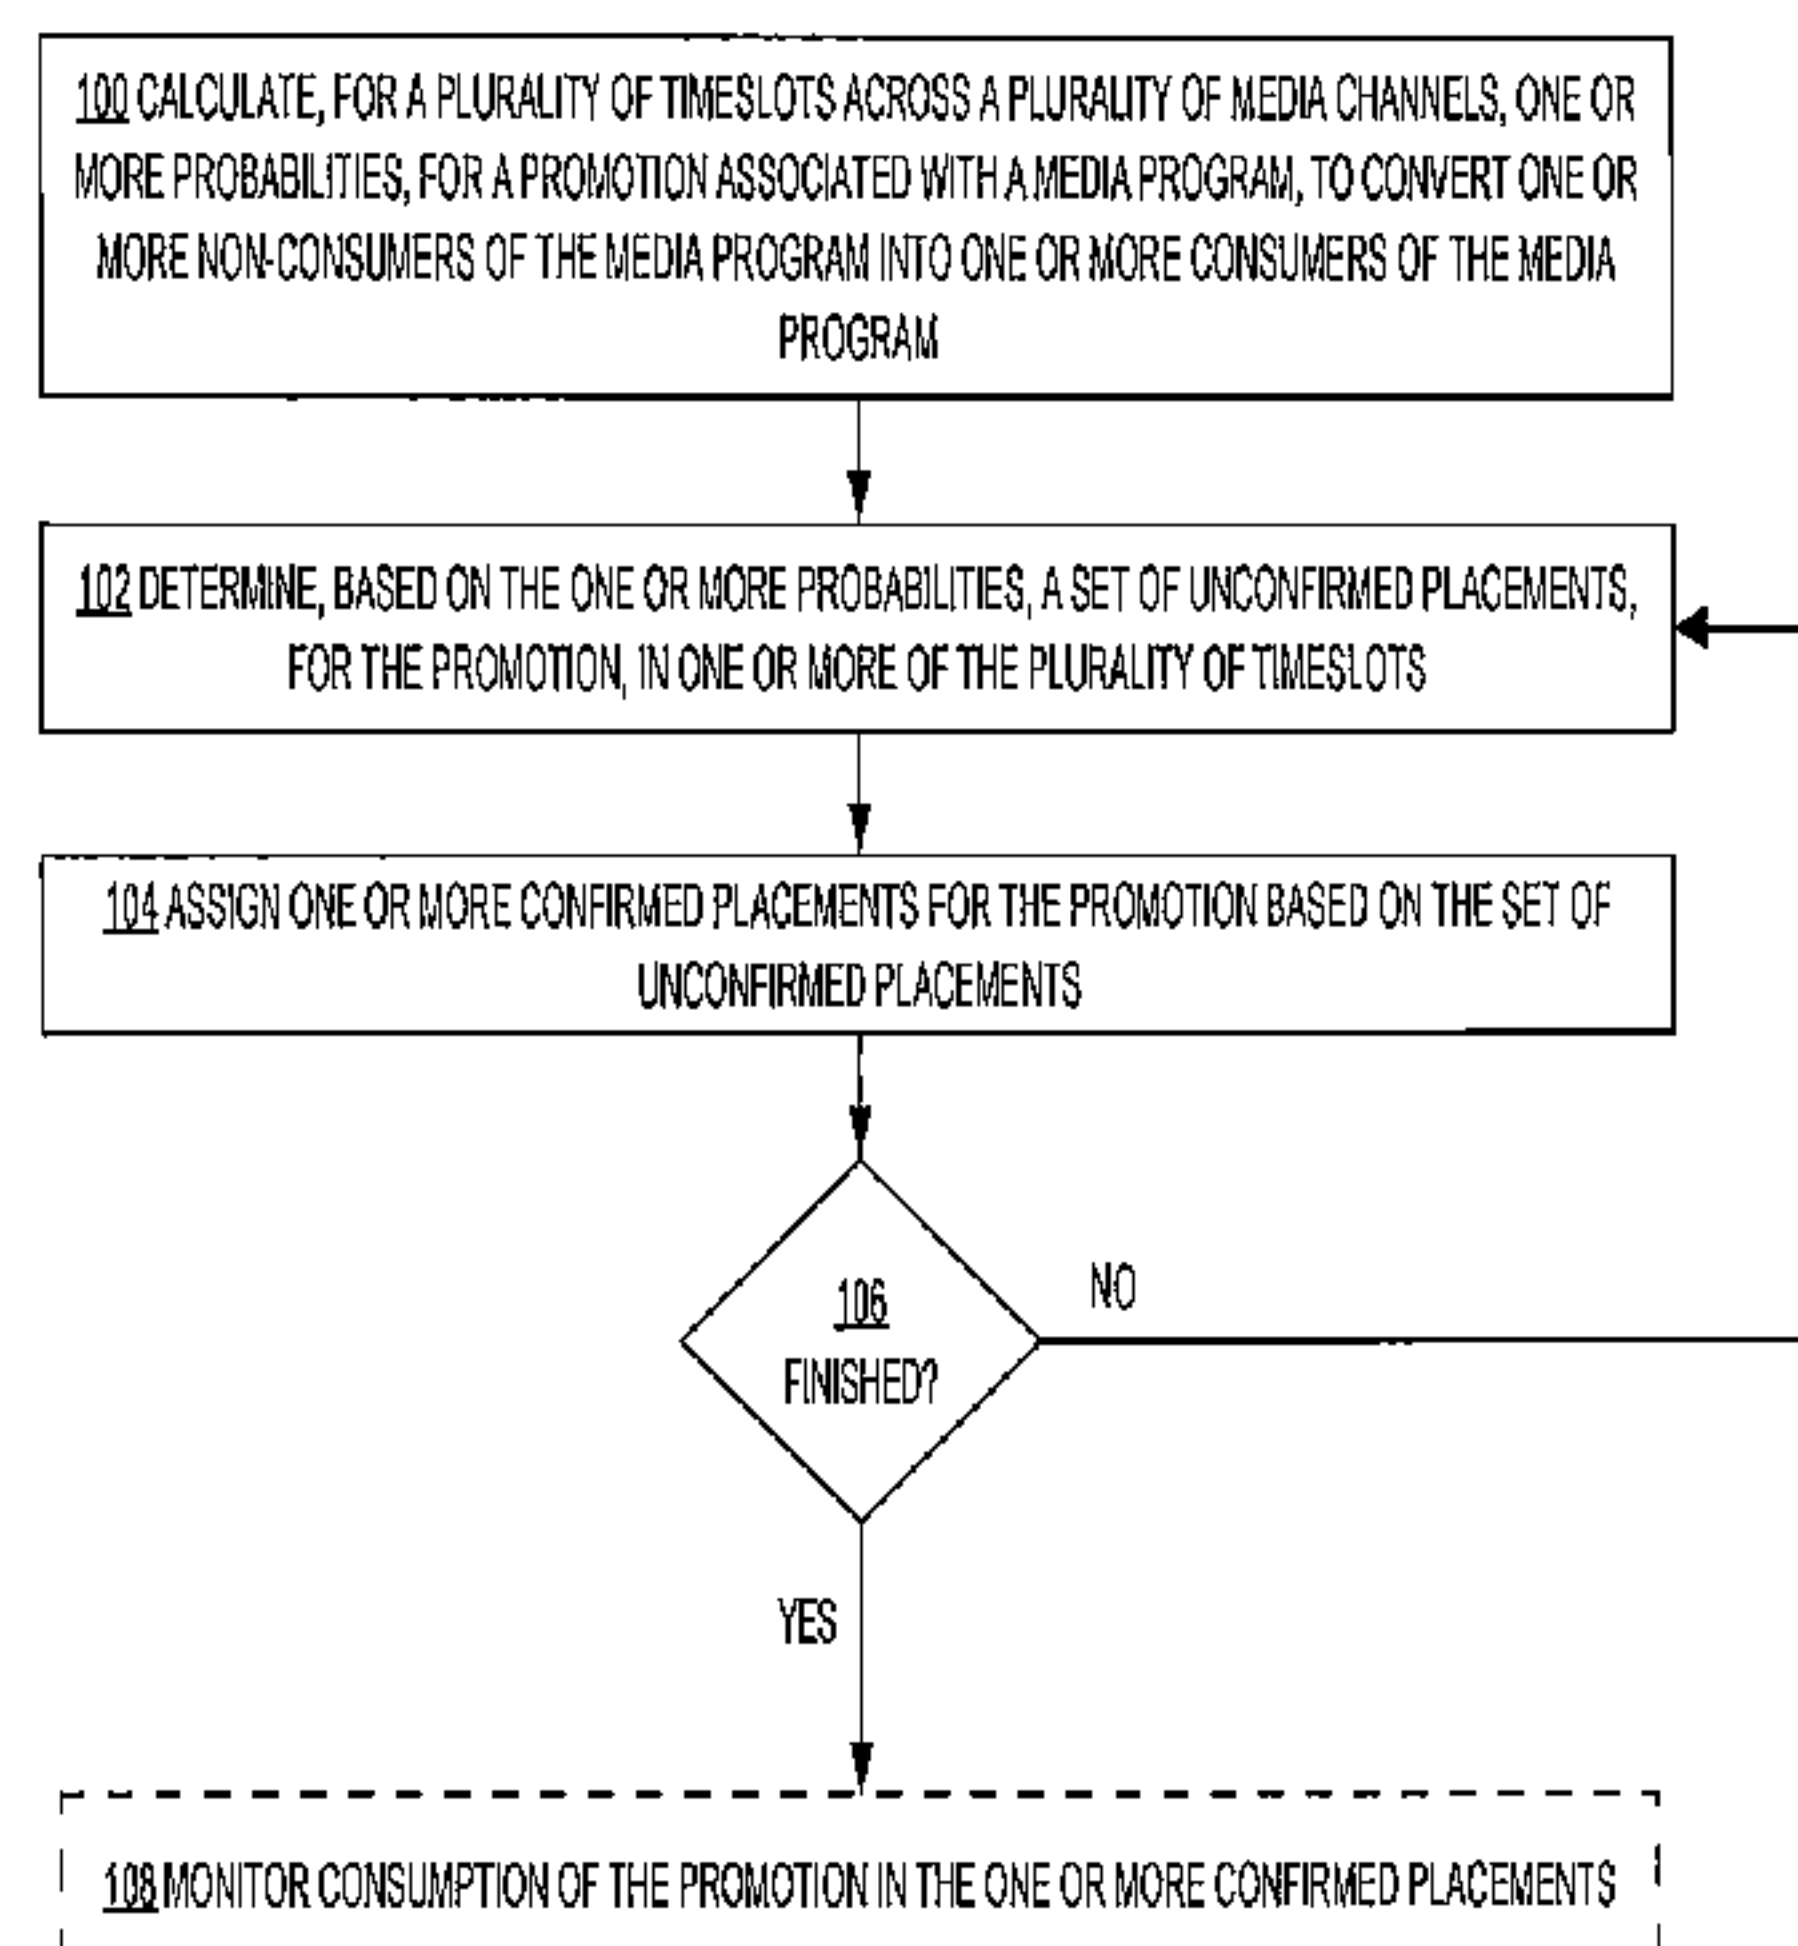 100 CALCULATE, FOR A PLURALITY OF TIMESLOTS ACROSS A PLURALITY OF MEDIA CHANNELS, ONE OR
MORE PROBABILITIES, FOR A PROMOTION ASSOCIATED WITH A MEDIA PROGRAM, TO CONVERT ONE OR
MORE NON-CONSUMERS OF THE MEDIA PROGRAM INTO ONE OR MORE CONSUMERS OF THE MEDIA
PROGRAM
102 DETERMINE, BASED ON THE ONE OR MORE PROBABILITIES, A SET OF UNCONFIRMED PLACEMENTS,
FOR THE PROMOTION, IN ONE OR MORE OF THE PLURALITY OF TIMESLOTS
104 ASSIGN ONE OR MORE CONFIRMED PLACEMENTS FOR THE PROMOTION BASED ON THE SET OF
UNCONFIRMED PLACEMENTS
106
FINISHED?
NO
YES
108 MONITOR CONSUMPTION OF THE PROMOTION IN THE ONE OR MORE CONFIRMED PLACEMENTS